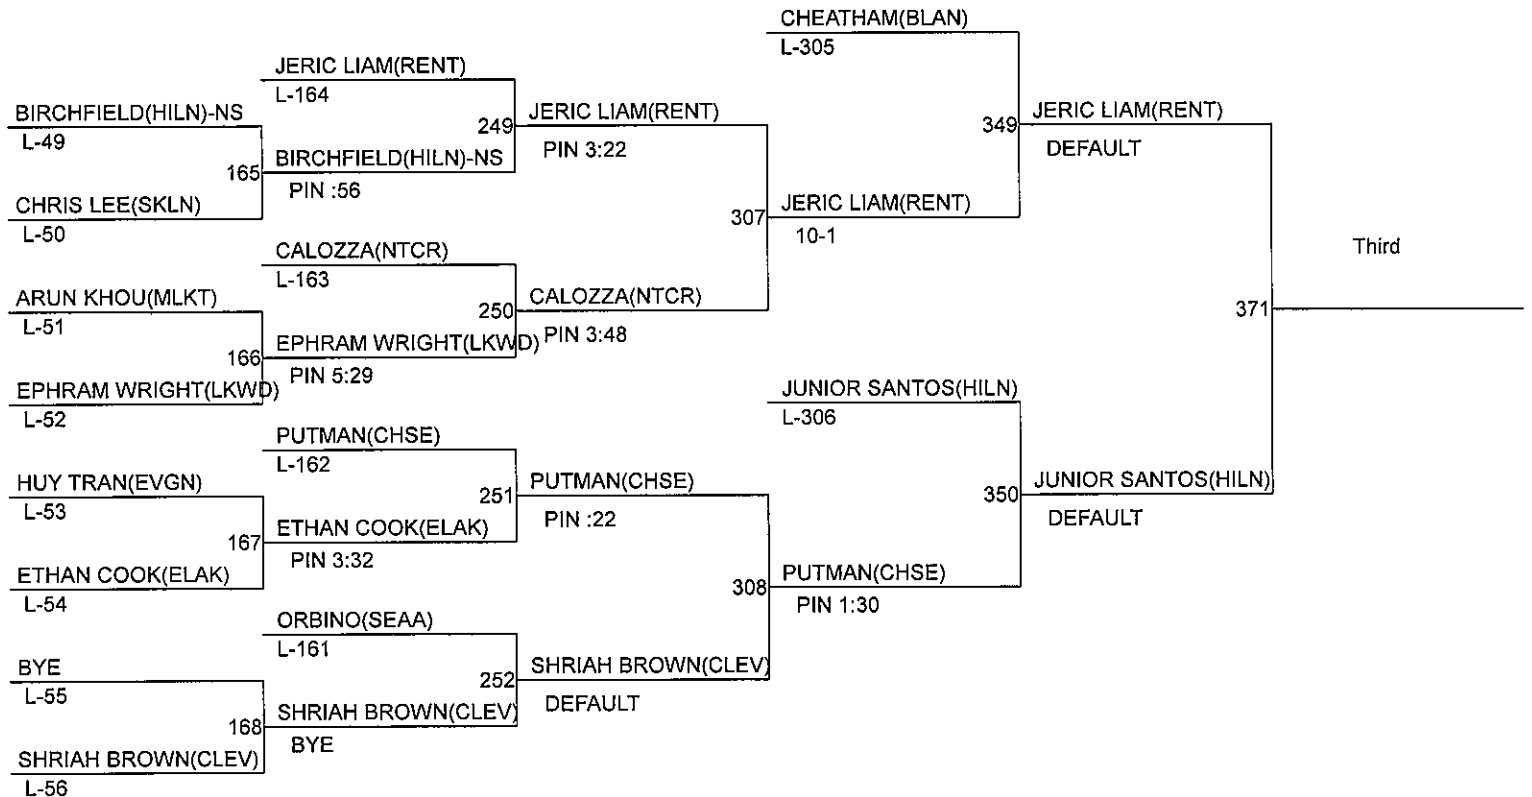 BIRCHFIELD(HILN)-NS
L-49
CHRIS LEE(SKLN)
L-50
ARUN KHOU(MLKT)
L-51
EPHRAM WRIGHT(LKWD)
L-52
HUY TRAN(EVGN)
L-53
ETHAN COOK(ELAK)
L-54
BYE
L-55
SHRIAH BROWN(CLEV)
L-56
165
166
167
168
JERIC LIAM(RENT)
L-164
BIRCHFIELD(HILN)-NS
PIN :56
CALOZZA(NTCR)
L-163
EPHRAM WRIGHT(LKWD)
PIN 5:29
PUTMAN(CHSE)
L-162
ETHAN COOK(ELAK)
PIN 3:32
ORBINO(SEAA)
L-161
SHRIAH BROWN(CLEV)
BYE
249
250
251
252
JERIC LIAM(RENT)
PIN 3:22
CALOZZA(NTCR)
PIN 3:48
PUTMAN(CHSE)
PIN :22
SHRIAH BROWN(CLEV)
DEFAULT
307
308
CHEATHAM(BLAN)
L-305
JERIC LIAM(RENT)
10-1
JUNIOR SANTOS(HILN)
L-306
PUTMAN(CHSE)
PIN 1:30
349
350
JERIC LIAM(RENT)
DEFAULT
JUNIOR SANTOS(HILN)
DEFAULT
371
Third